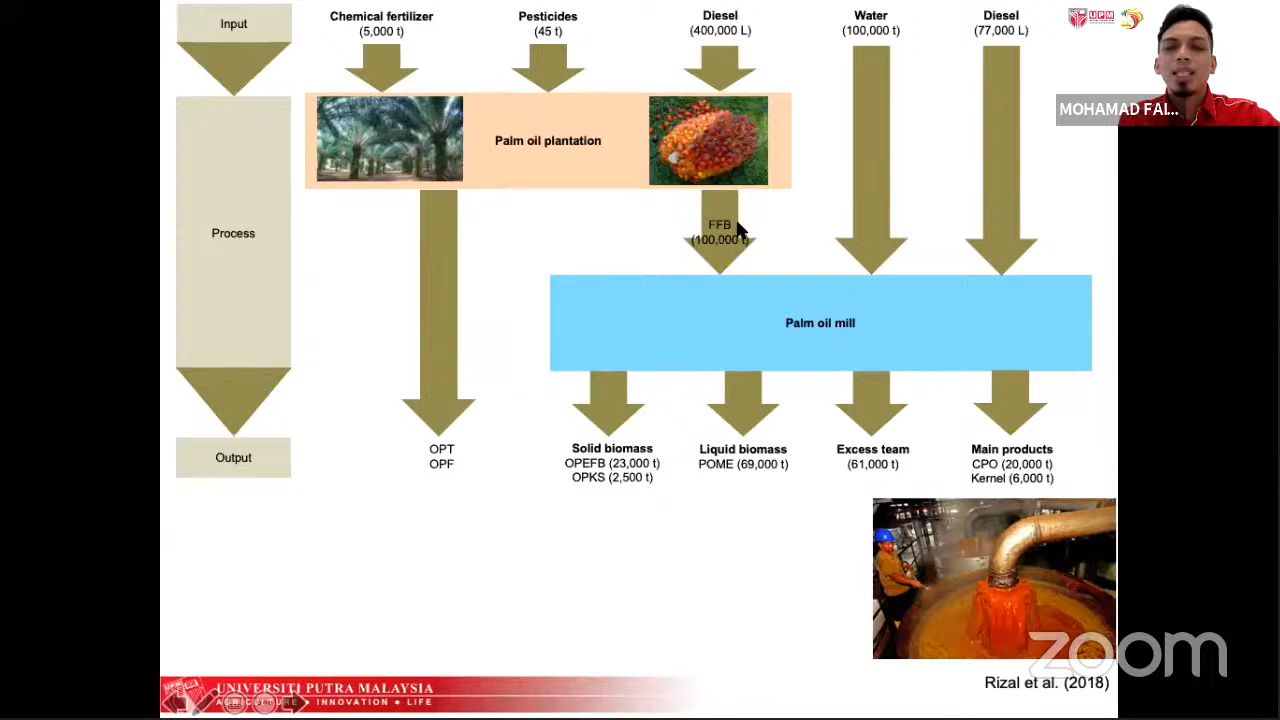 Input
Chemical fertilizer
(5,000 t)
Pesticides
(45 t)
Diesel
(400,000 L)
Water
(100,000 t)
Diesel
(77,000 L)
UPM
MOHAMAD FAI...
Palm oil plantation
Process
FFB
(100,000 t)
Palm oil mill
Output
OPT
OPF
Solid biomass
OPEFB (23,000 t)
OPKS (2,500 t)
Liquid biomass
POME (69,000 t)
Excess team
(61,000 t)
Main products
CPO (20,000 t)
Kernel (6,000 t)
zoom
Rizal et al. (2018)
UNIVERSITI PUTRA MALAYSIA
AGRICULTURE • INNOVATION • LIFE